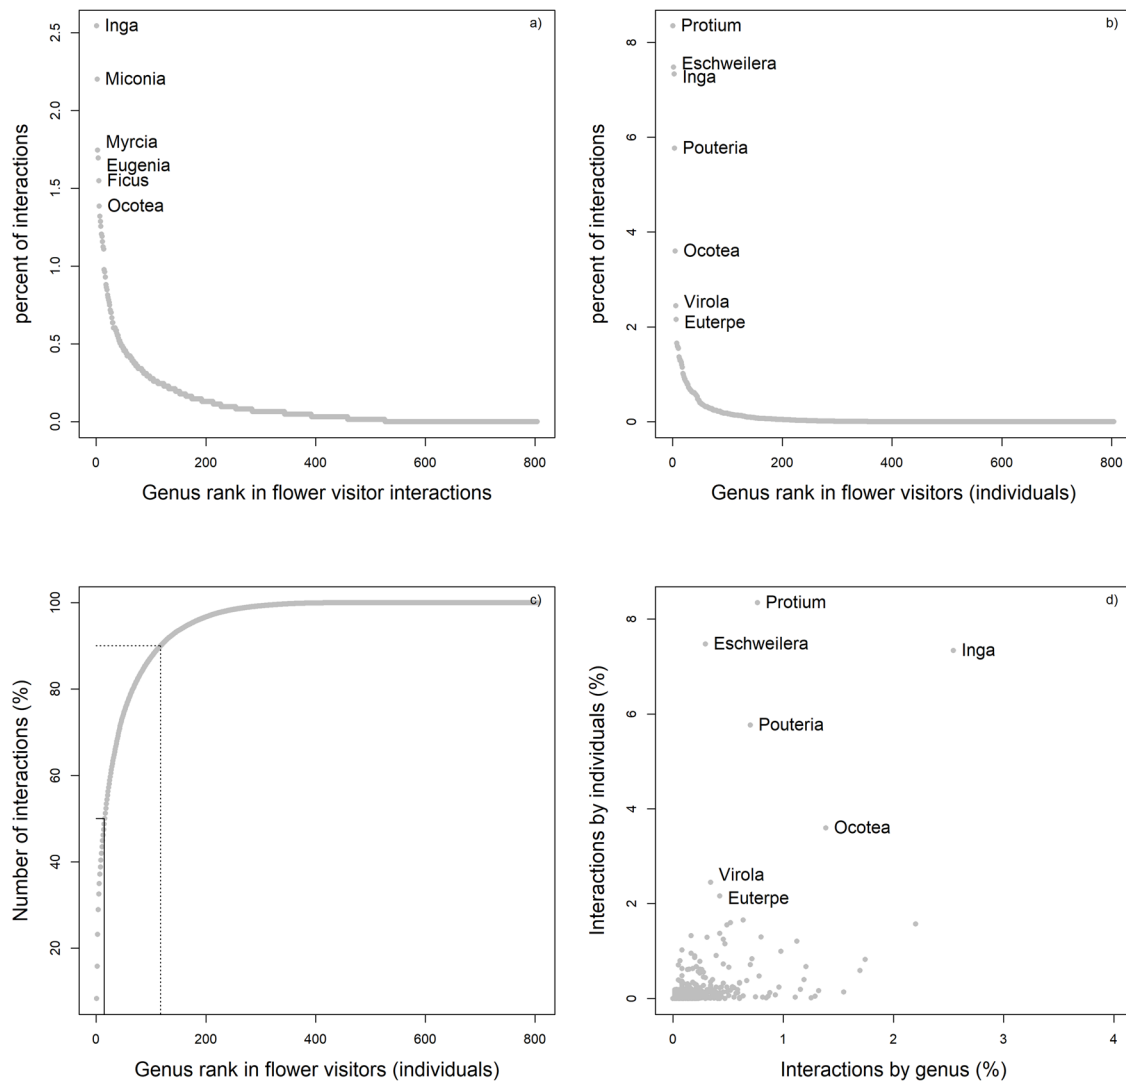 a)
Inga
Miconia
Myrcia
Eugenia
Ficus
Ocotea
2.5
2.0
1.5
1.0
0.5
0.0
percent of interactions
0 200 400 600 800
Genus rank in flower visitor interactions
b)
Protium
Eschweilera
Inga
Pouteria
Ocotea
Virola
Euterpe
8
6
4
2
0
percent of interactions
0 200 400 600 800
Genus rank in flower visitors (individuals)
c)
100
80
60
40
20
Number of interactions (%)
0 200 400 600 800
Genus rank in flower visitors (individuals)
d)
Protium
Eschweilera
Inga
Pouteria
Ocotea
Virola
Euterpe
8
6
4
2
0
Interactions by individuals (%)
0 1 2 3 4
Interactions by genus (%)